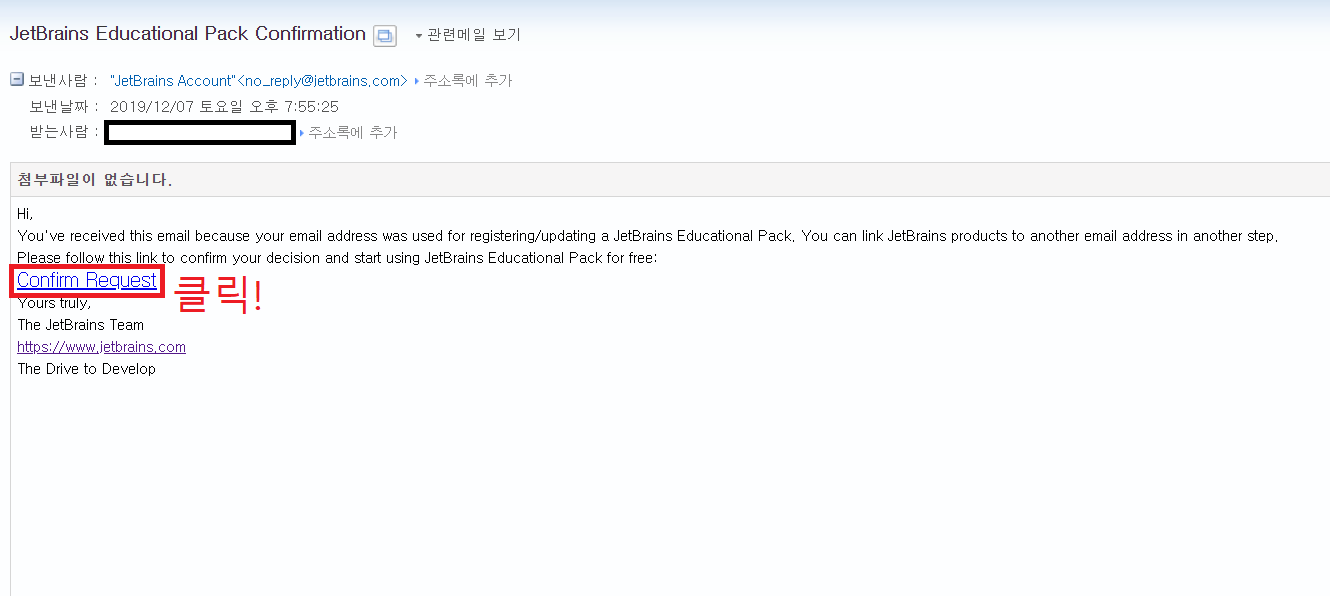 JetBrains Educational Pack Confirmation 관련메일 보기
보낸사람 : "JetBrains Account"<no_reply@jetbrains.com> 주소록에 추가
보낸날짜 : 2019/12/07 토요일 오후 7:55:25
받는사람 : 주소록에 추가
첨부파일이 없습니다.
Hi,
You've received this email because your email address was used for registering/updating a JetBrains Educational Pack. You can link JetBrains products to another email address in another step.
Please follow this link to confirm your decision and start using JetBrains Educational Pack for free:
Confirm Request 클릭!
Yours truly,
The JetBrains Team
https://www.jetbrains.com
The Drive to Develop